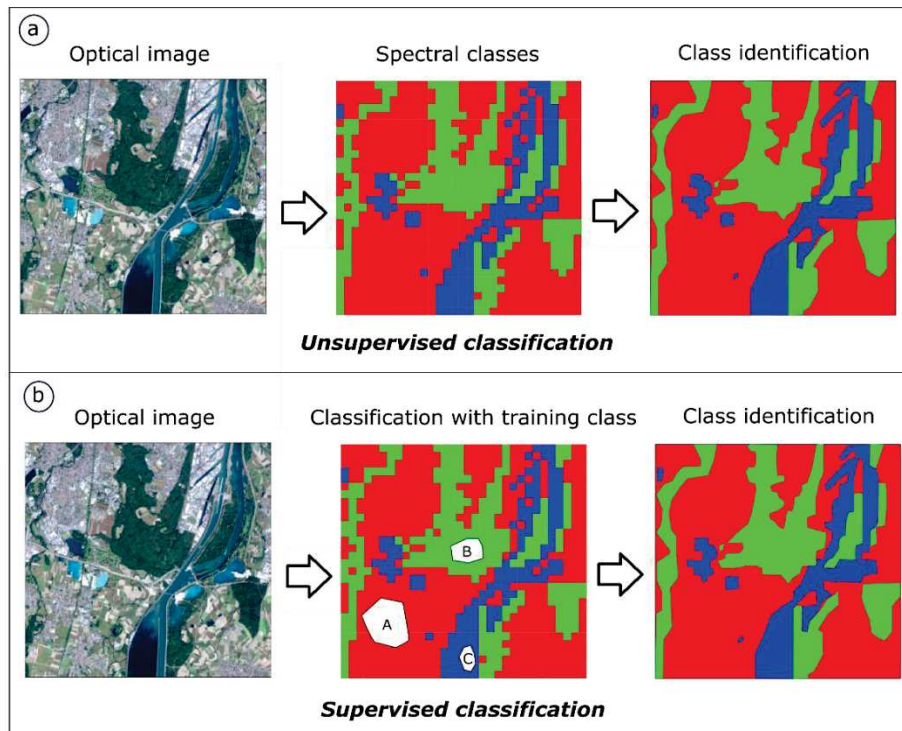 a
Optical image
Spectral classes
Class identification
Unsupervised classification
b
Optical image
Classification with training class
Class identification
A
B
C
Supervised classification